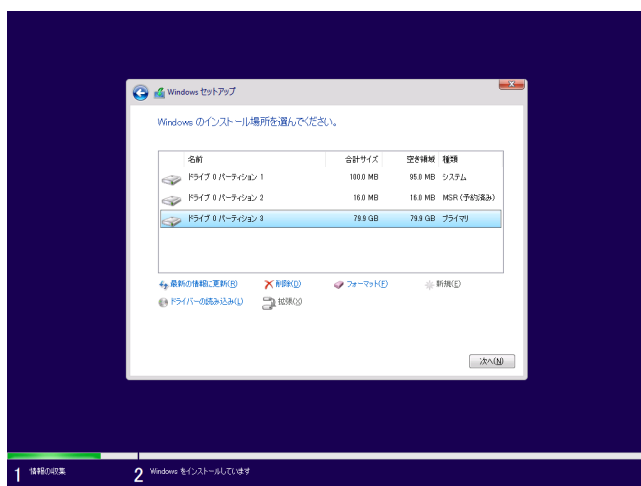 Windows セットアップ
Windows のインストール場所を選んでください。
名前 合計サイズ 空き領域 種類
ドライブ 0 パーティション 1 100.0 MB 95.0 MB システム
ドライブ 0 パーティション 2 16.0 MB 16.0 MB MSR (予約済み)
ドライブ 0 パーティション 3 79.9 GB 79.9 GB プライマリ
最新の情報に更新(R) 削除(D) フォーマット(F) 新規(E)
ドライバーの読み込み(L) 拡張(X)
次へ(N)
1 情報の収集 2 Windows をインストールしています